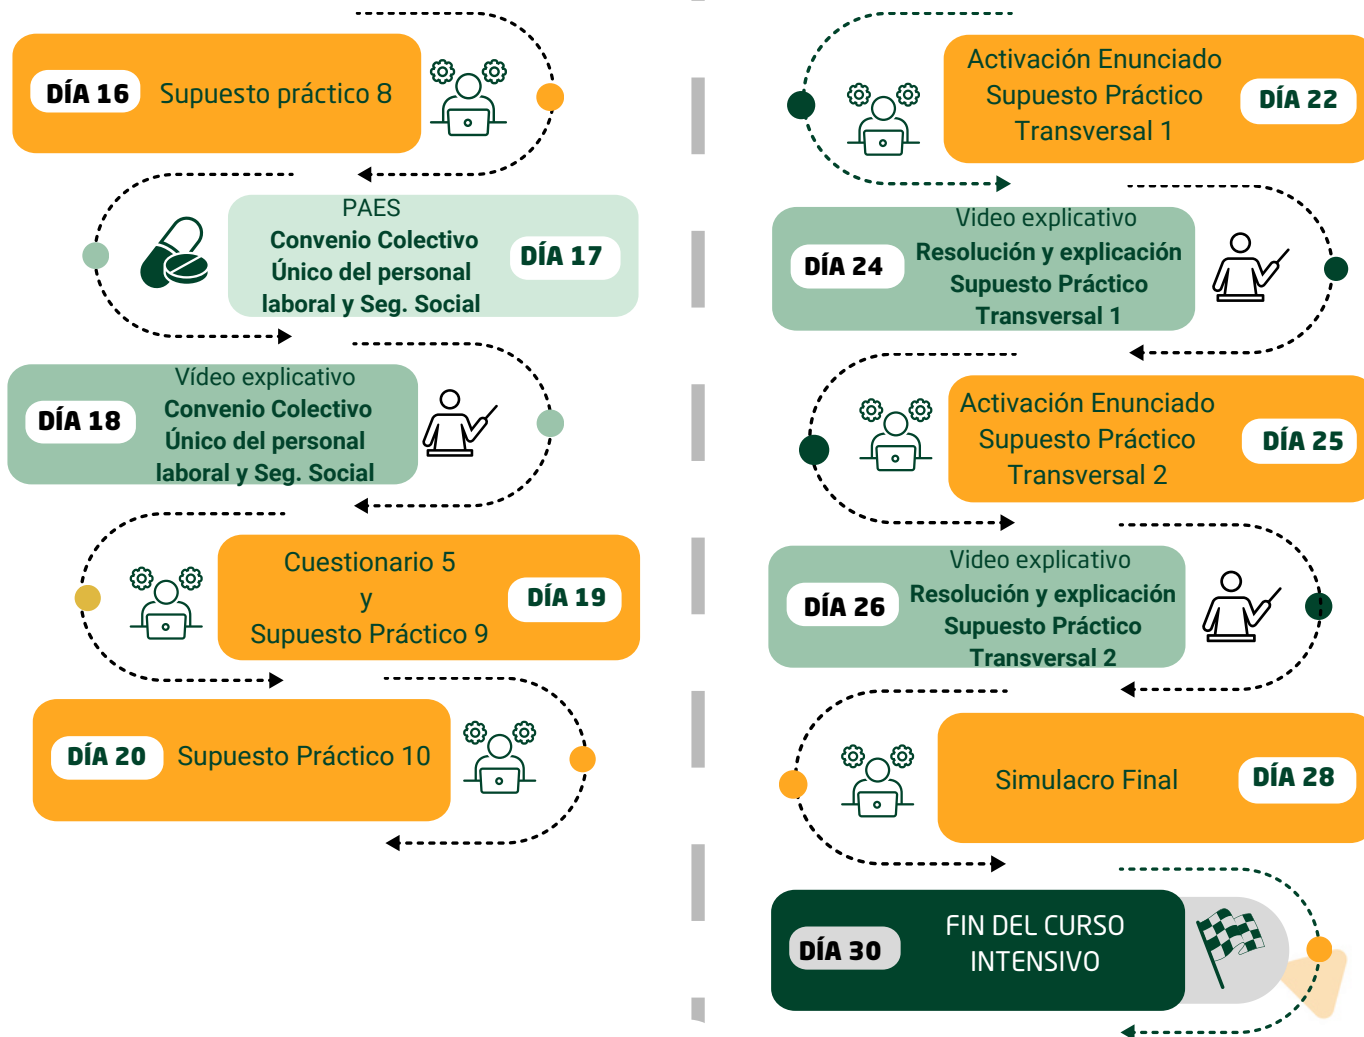 DÍA 16
Supuesto práctico 8
PAES
Convenio Colectivo
Único del personal
laboral y Seg. Social
DÍA 17
DÍA 18
Vídeo explicativo
Convenio Colectivo
Único del personal
laboral y Seg. Social
Cuestionario 5
y
Supuesto Práctico 9
DÍA 19
DÍA 20
Supuesto Práctico 10
Activación Enunciado
Supuesto Práctico
Transversal 1
DÍA 22
DÍA 24
Video explicativo
Resolución y explicación
Supuesto Práctico
Transversal 1
Activación Enunciado
Supuesto Práctico
Transversal 2
DÍA 25
DÍA 26
Video explicativo
Resolución y explicación
Supuesto Práctico
Transversal 2
Simulacro Final
DÍA 28
DÍA 30
FIN DEL CURSO
INTENSIVO